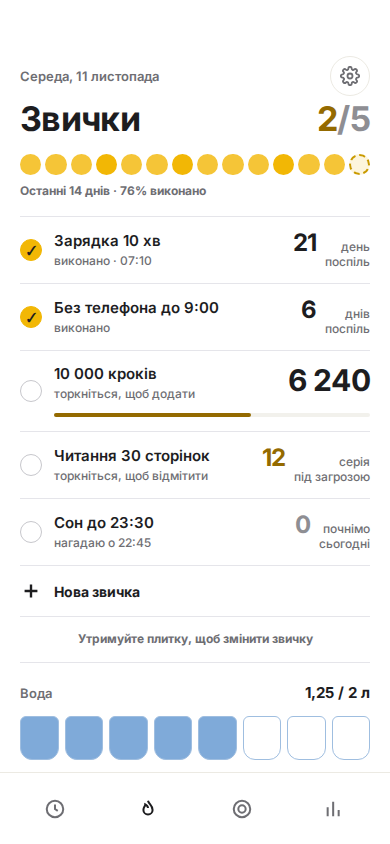 Середа, 11 листопада
Звички
2/5
Останні 14 днів · 76% виконано
Зарядка 10 хв
виконано · 07:10
21 день
поспіль
Без телефона до 9:00
виконано
6 днів
поспіль
10 000 кроків
торкніться, щоб додати
6 240
Читання 30 сторінок
торкніться, щоб відмітити
12 серія
під загрозою
Сон до 23:30
нагадаю о 22:45
0 почнімо
сьогодні
Нова звичка
Утримуйте плитку, щоб змінити звичку
Вода
1,25 / 2 л